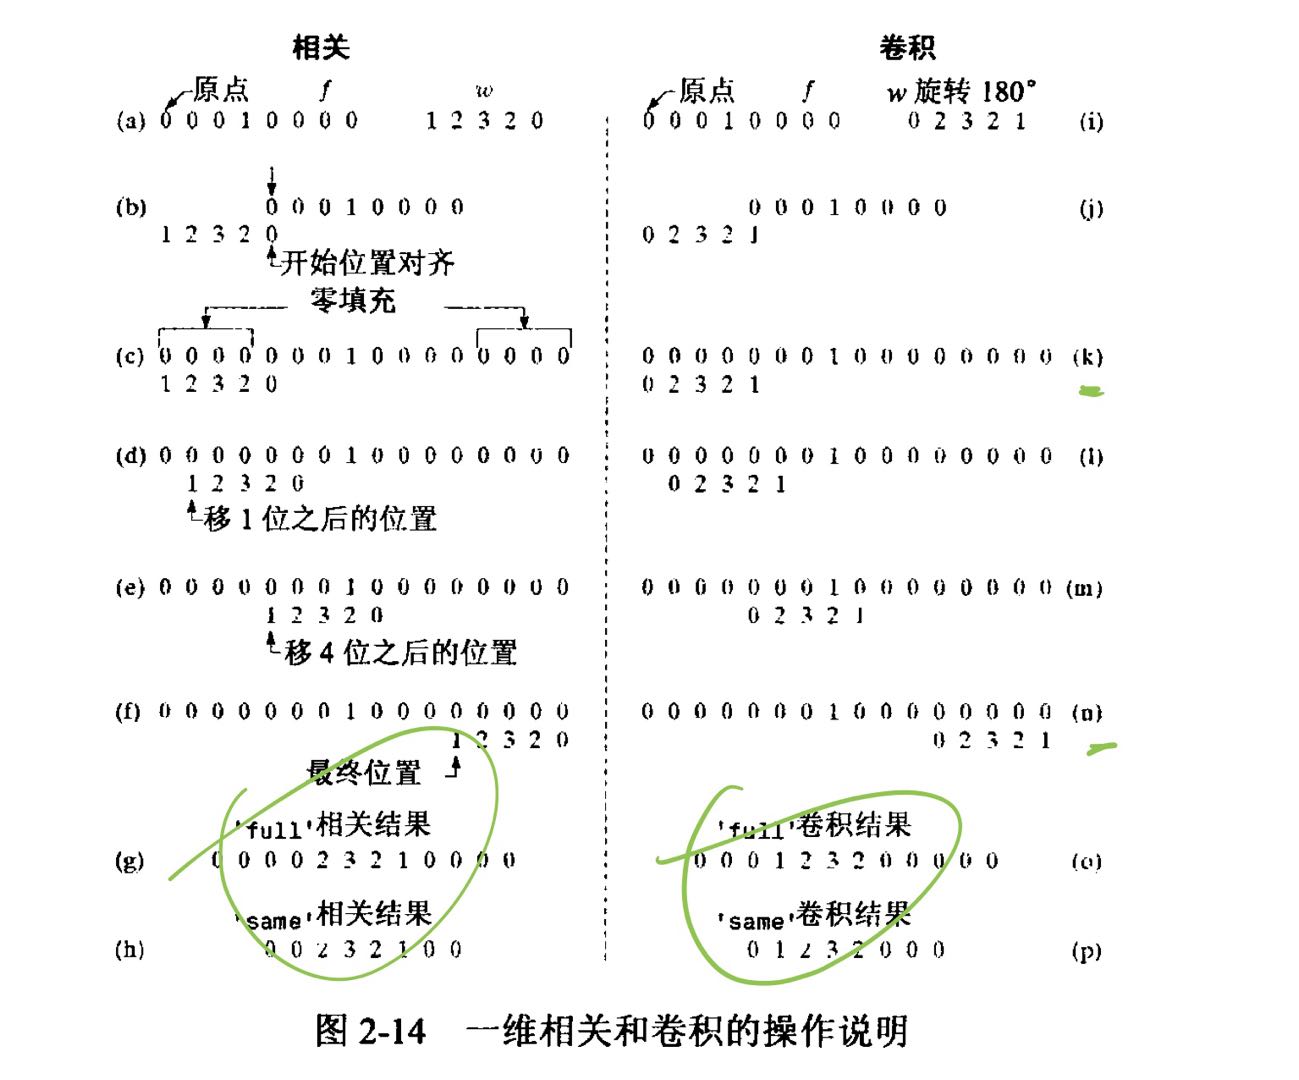 相关 卷积
原点 f w 原点 f w 旋转 180°
(a) 0 0 0 1 0 0 0 0 1 2 3 2 0 0 0 0 1 0 0 0 0 0 2 3 2 1 (i)
(b) 0 0 0 1 0 0 0 0 0 0 0 1 0 0 0 0 (j)
1 2 3 2 0 0 2 3 2 1
开始位置对齐
零填充
(c) 0 0 0 0 0 0 0 1 0 0 0 0 0 0 0 0 0 0 0 0 0 0 0 1 0 0 0 0 0 0 0 0 (k)
1 2 3 2 0 0 2 3 2 1
(d) 0 0 0 0 0 0 0 1 0 0 0 0 0 0 0 0 0 0 0 0 0 0 0 1 0 0 0 0 0 0 0 0 (l)
1 2 3 2 0 0 2 3 2 1
移 1 位之后的位置
(e) 0 0 0 0 0 0 0 1 0 0 0 0 0 0 0 0 0 0 0 0 0 0 0 1 0 0 0 0 0 0 0 0 (m)
1 2 3 2 0 0 2 3 2 1
移 4 位之后的位置
(f) 0 0 0 0 0 0 0 1 0 0 0 0 0 0 0 0 0 0 0 0 0 0 0 1 0 0 0 0 0 0 0 0 (n)
1 2 3 2 0 0 2 3 2 1
最终位置
'full'相关结果 'full'卷积结果
(g) 0 0 0 0 2 3 2 1 0 0 0 0 0 0 0 1 2 3 2 0 0 0 0 0 (o)
'same'相关结果 'same'卷积结果
(h) 0 0 2 3 2 1 0 0 0 1 2 3 2 0 0 0 (p)
图 2-14 一维相关和卷积的操作说明